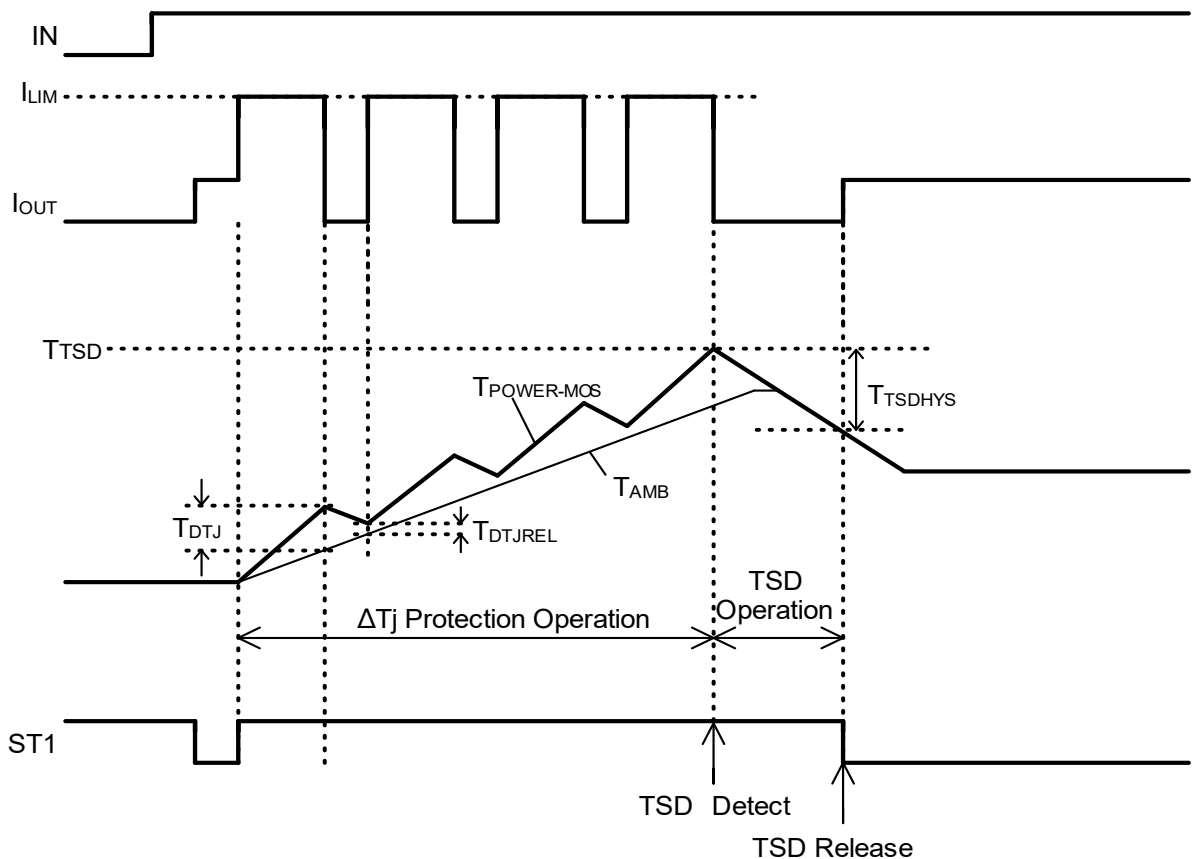 IN
ILIM
IOUT
TTSD
TPOWER-MOS
TTSDHYS
TAMB
TDTJ
TDTJREL
TSD
Operation
ΔTj Protection Operation
ST1
TSD Detect
TSD Release